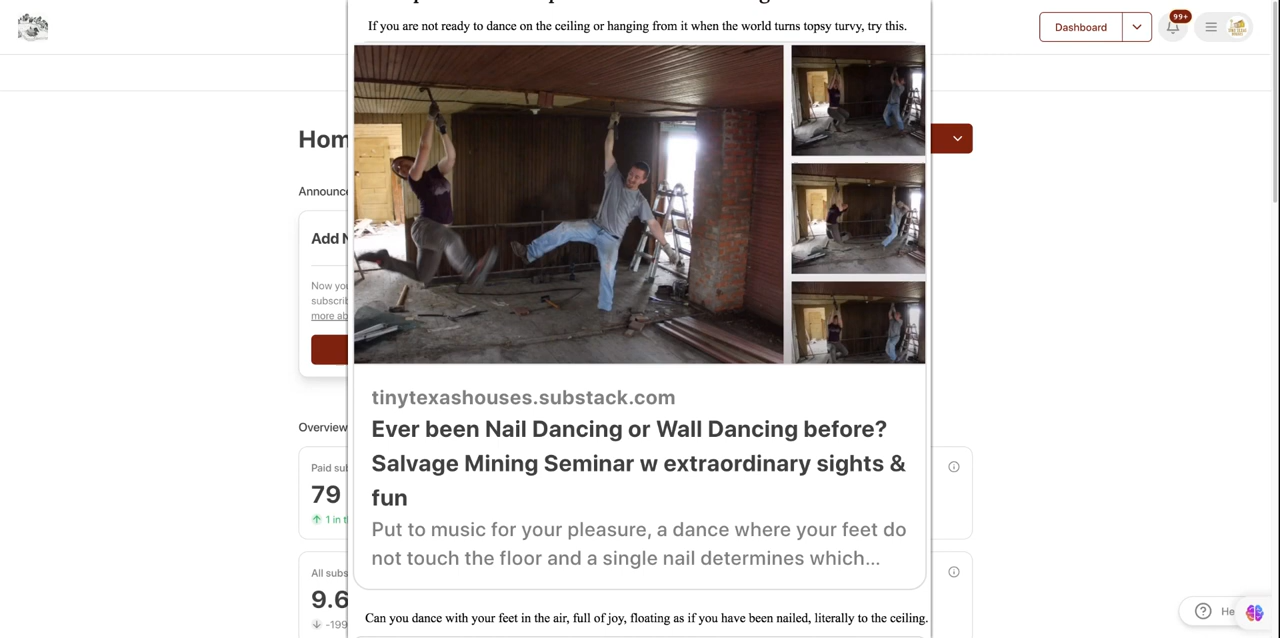 If you are not ready to dance on the ceiling or hanging from it when the world turns topsy turvy, try this.
Dashboard
99+
Hom
Announc
Add N
Now you
subscrib
more ab
tinytexashouses.substack.com
Ever been Nail Dancing or Wall Dancing before?
Salvage Mining Seminar w extraordinary sights &
fun
Put to music for your pleasure, a dance where your feet do
not touch the floor and a single nail determines which...
Overview
Paid sub
79
1 in t
All subs
9.6
-199
Can you dance with your feet in the air, full of joy, floating as if you have been nailed, literally to the ceiling.
He